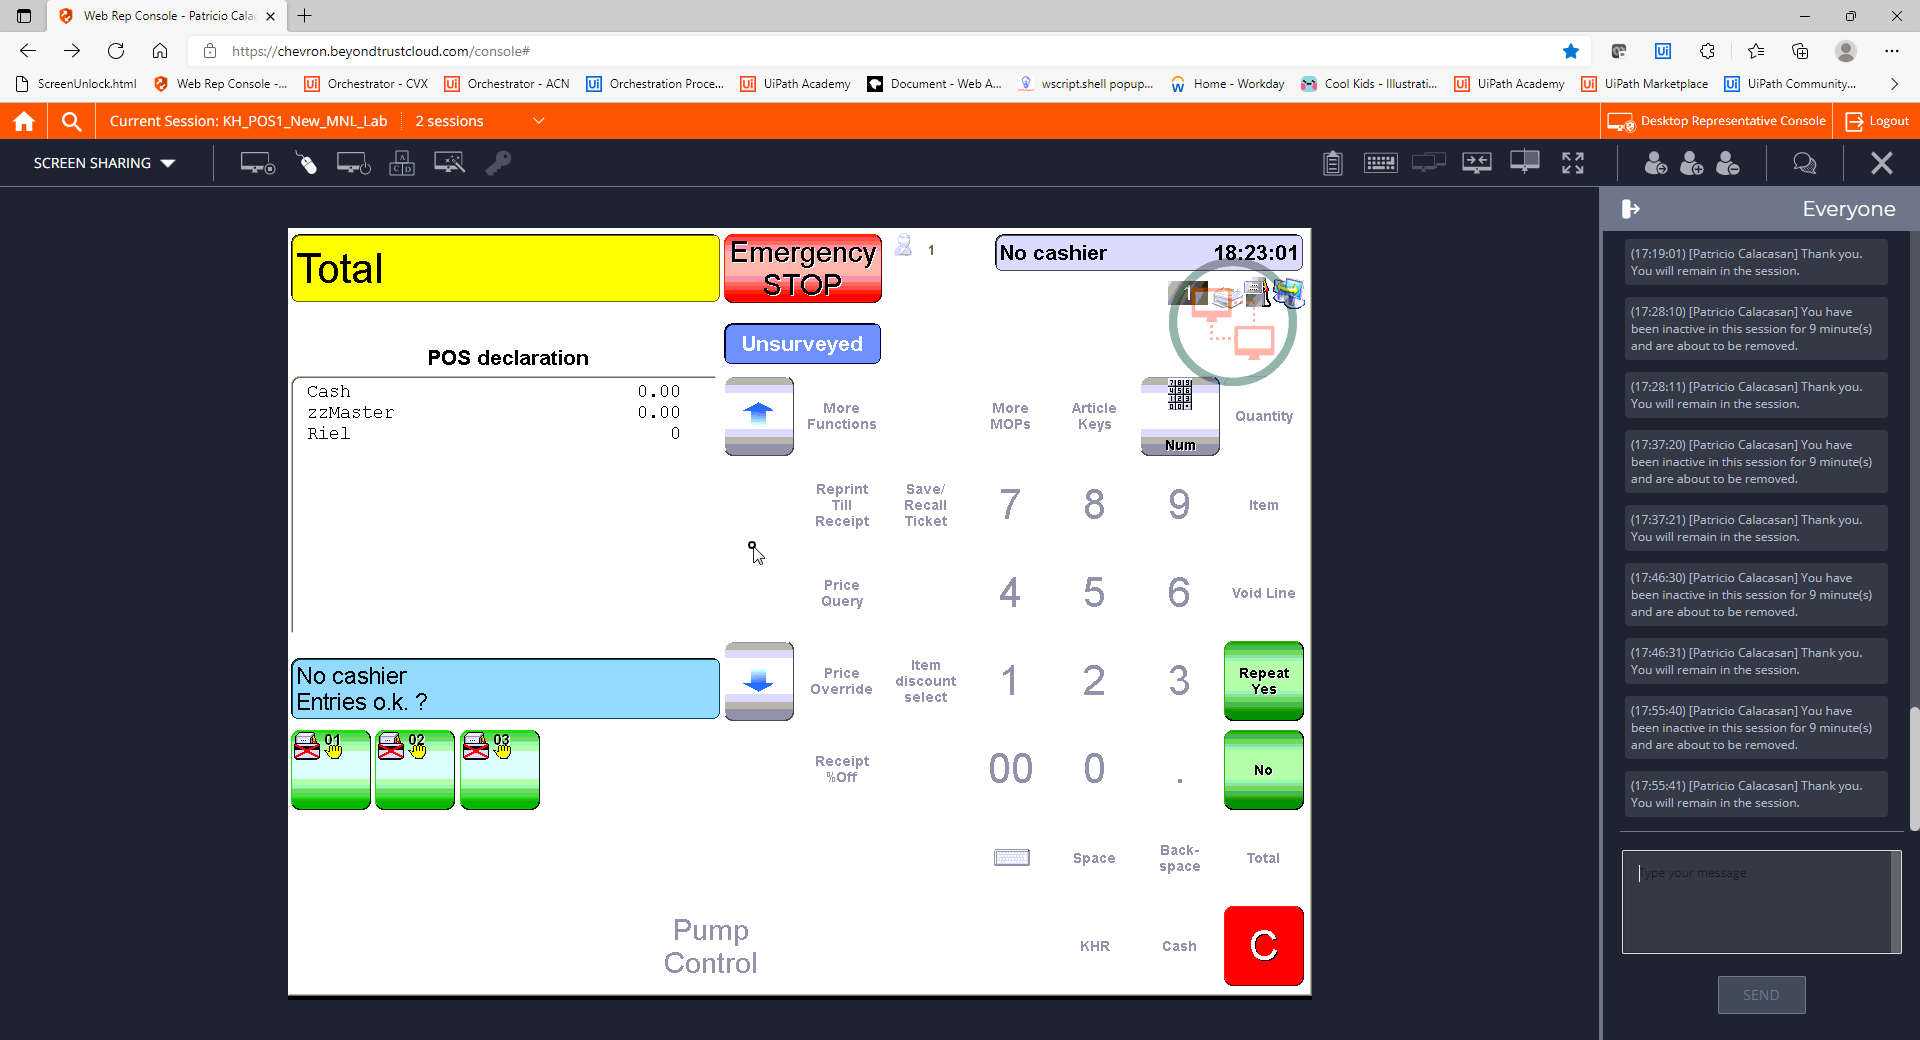 Web Rep Console - Patricio Cala
https://chevron.beyondtrustcloud.com/console#
ScreenUnlock.html
Web Rep Console -...
Orchestrator - CVX
Orchestrator - ACN
Orchestration Proce...
UiPath Academy
Document - Web A...
wscript.shell popup...
Home - Workday
Cool Kids - Illustrati...
UiPath Academy
UiPath Marketplace
UiPath Community...
Current Session: KH_POS1_New_MNL_Lab
2 sessions
Desktop Representative Console
Logout
SCREEN SHARING
Everyone
Total
Emergency
STOP
1
No cashier 18:23:01
1
Unsurveyed
POS declaration
Cash 0.00
zzMaster 0.00
Riel 0
More
Functions
More
MOPs
Article
Keys
Num
Quantity
Reprint
Till
Receipt
Save/
Recall
Ticket
7
8
9
Item
Price
Query
4
5
6
Void Line
No cashier
Entries o.k. ?
Price
Override
Item
discount
select
1
2
3
Repeat
Yes
01
02
03
Receipt
%Off
00
0
.
No
Space
Back-
space
Total
Pump
Control
KHR
Cash
C
(17:19:01) [Patricio Calacasan] Thank you.
You will remain in the session.
(17:28:10) [Patricio Calacasan] You have
been inactive in this session for 9 minute(s)
and are about to be removed.
(17:28:11) [Patricio Calacasan] Thank you.
You will remain in the session.
(17:37:20) [Patricio Calacasan] You have
been inactive in this session for 9 minute(s)
and are about to be removed.
(17:37:21) [Patricio Calacasan] Thank you.
You will remain in the session.
(17:46:30) [Patricio Calacasan] You have
been inactive in this session for 9 minute(s)
and are about to be removed.
(17:46:31) [Patricio Calacasan] Thank you.
You will remain in the session.
(17:55:40) [Patricio Calacasan] You have
been inactive in this session for 9 minute(s)
and are about to be removed.
(17:55:41) [Patricio Calacasan] Thank you.
You will remain in the session.
Type your message
SEND